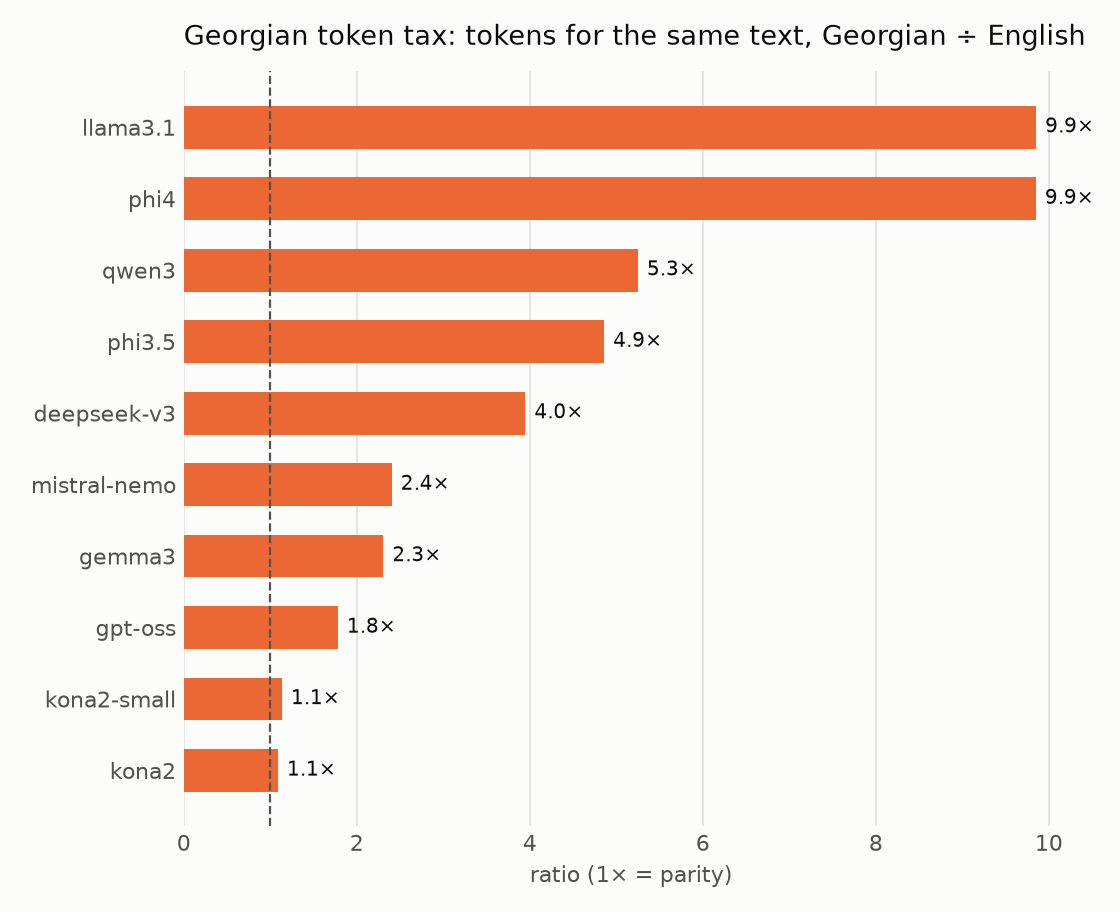 Georgian token tax: tokens for the same text, Georgian ÷ English
llama3.1 9.9×
phi4 9.9×
qwen3 5.3×
phi3.5 4.9×
deepseek-v3 4.0×
mistral-nemo 2.4×
gemma3 2.3×
gpt-oss 1.8×
kona2-small 1.1×
kona2 1.1×
0 2 4 6 8 10
ratio (1× = parity)